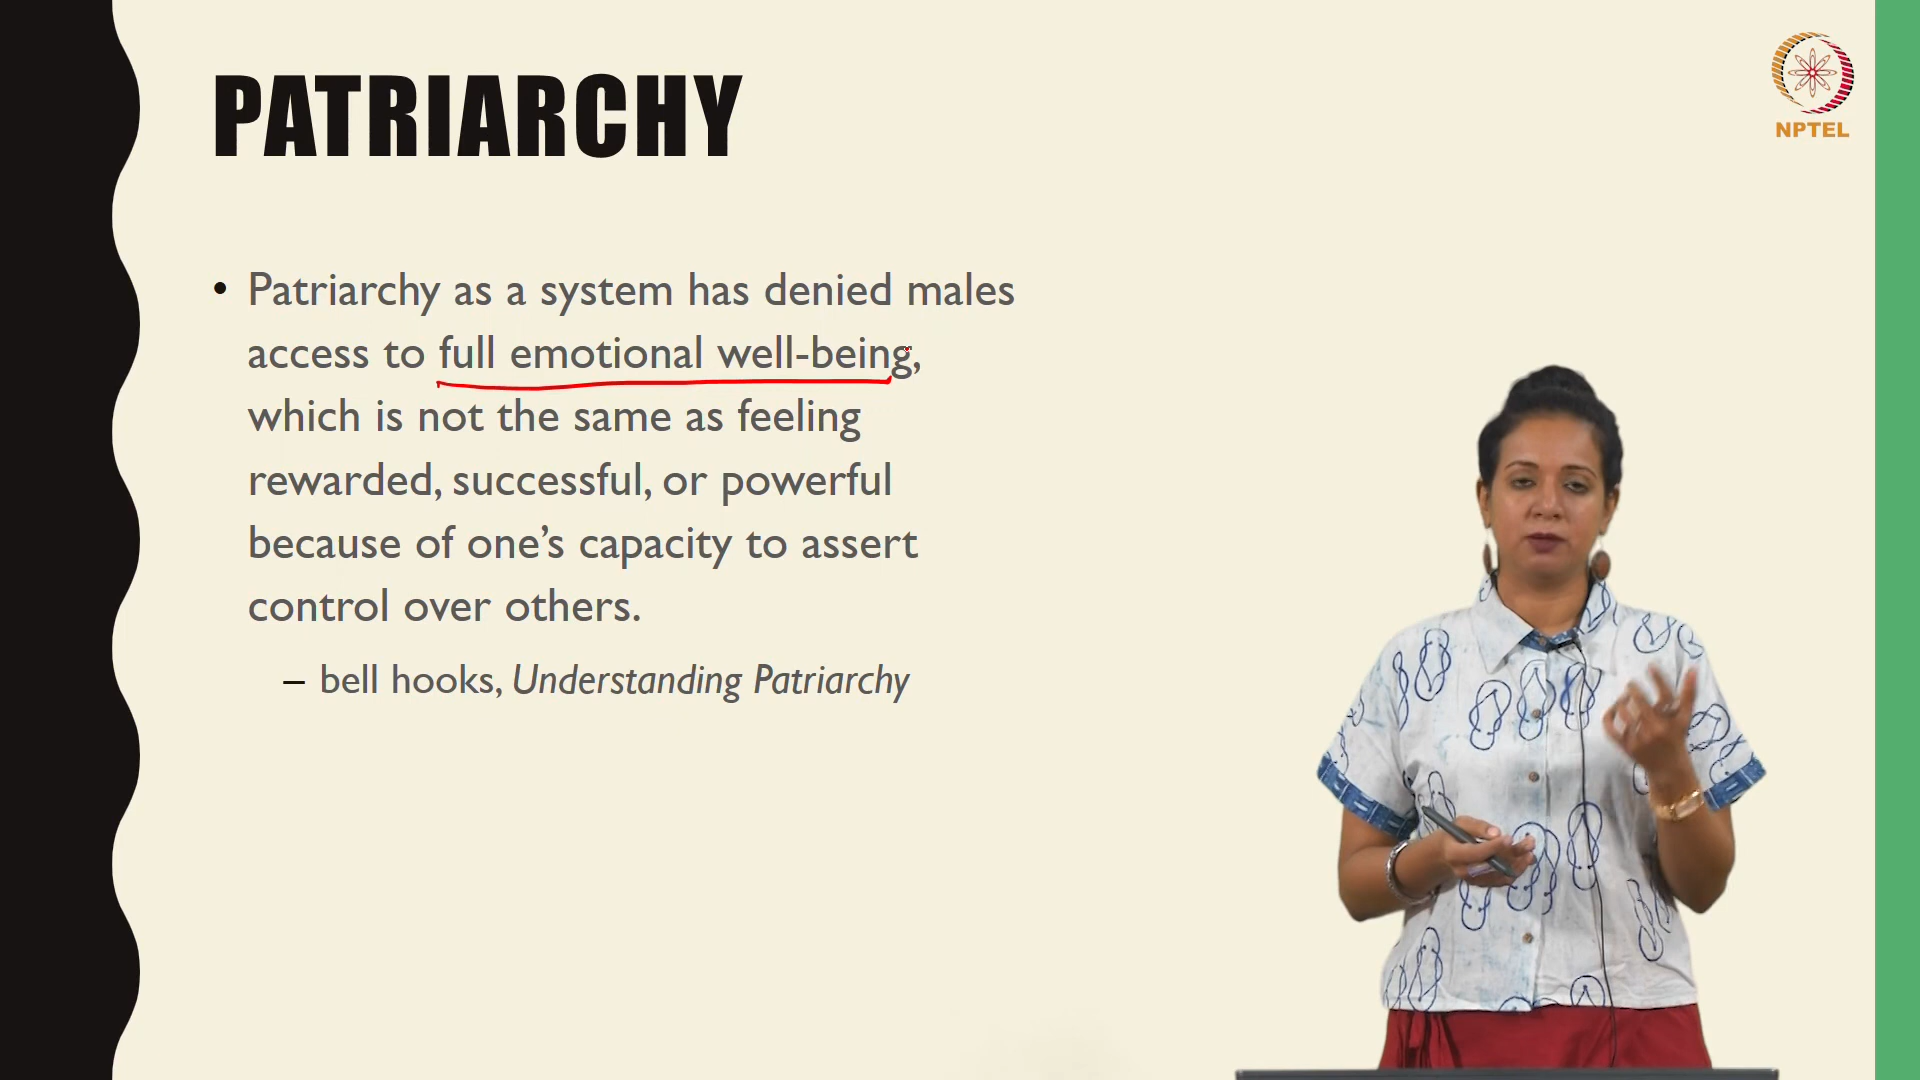 PATRIARCHY
NPTEL
• Patriarchy as a system has denied males
access to full emotional well-being,
which is not the same as feeling
rewarded, successful, or powerful
because of one’s capacity to assert
control over others.
– bell hooks, Understanding Patriarchy